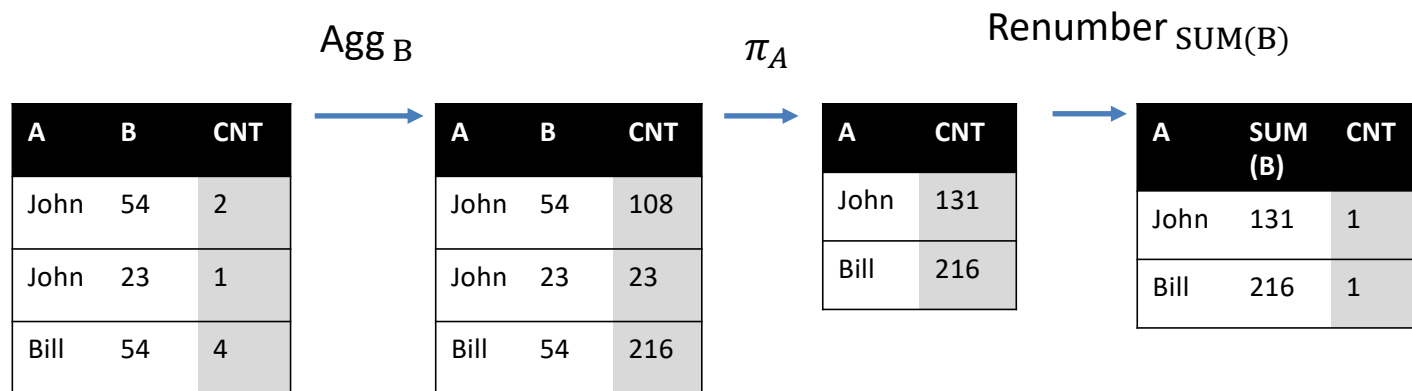 Agg B
π_A
Renumber SUM(B)
A B CNT
John 54 2
John 23 1
Bill 54 4
A B CNT
John 54 108
John 23 23
Bill 54 216
A CNT
John 131
Bill 216
A SUM CNT
(B)
John 131 1
Bill 216 1